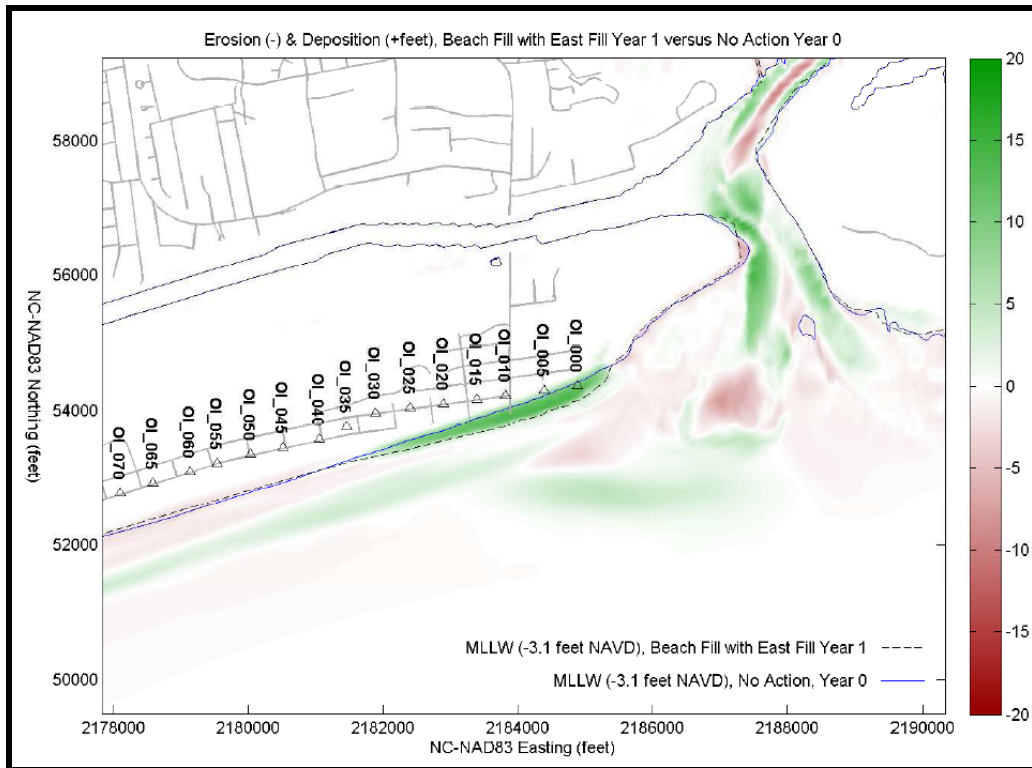 Erosion (-) & Deposition (+feet), Beach Fill with East Fill Year 1 versus No Action Year 0
20
15
10
5
0
-5
-10
-15
-20
NC-NAD83 Northing (feet)
58000
56000
54000
52000
50000
OI_070
OI_065
OI_060
OI_055
OI_050
OI_045
OI_040
OI_035
OI_030
OI_025
OI_020
OI_015
OI_010
OI_005
OI_000
MLLW (-3.1 feet NAVD), Beach Fill with East Fill Year 1
MLLW (-3.1 feet NAVD), No Action, Year 0
2178000 2180000 2182000 2184000 2186000 2188000 2190000
NC-NAD83 Easting (feet)